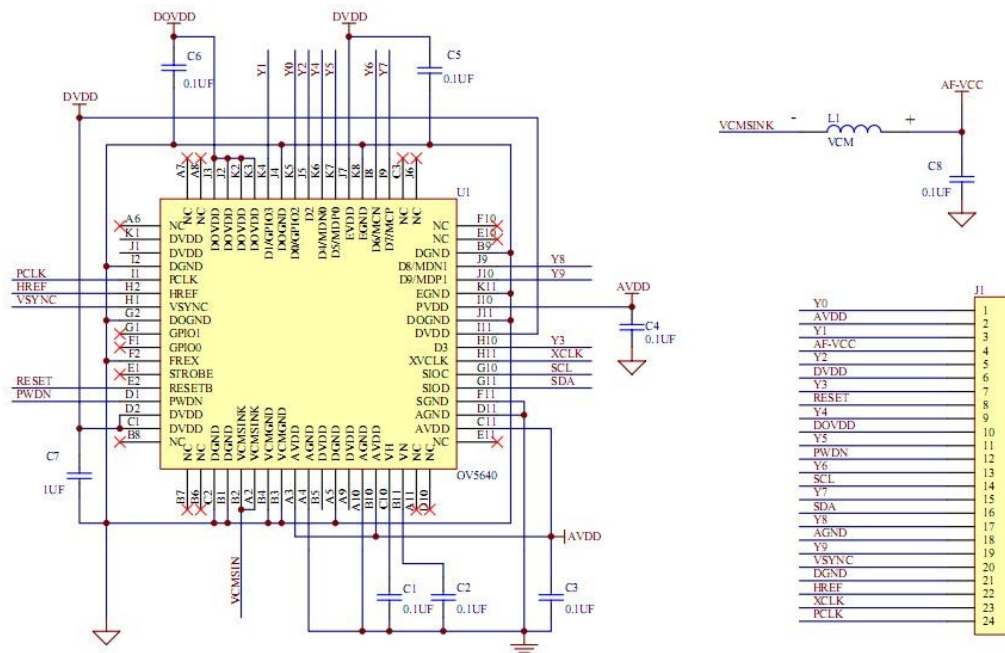 DOVDD
DVDD
C6
0.1UF
C5
0.1UF
Y1
Y0
Y2
Y4
Y5
Y6
Y7
DVDD
AF-VCC
VCMSINK
-
L1
+
VCM
C8
0.1UF
A7
A8
J3
J2
K2
K3
K4
J4
K5
J5
D2
K6
K7
J7
K8
I8
I9
C3
J6
U1
NC
NC
DOVDD
DOVDD
DOVDD
DOVDD
D1/GPIO3
DOGND
D0/GPIO2
D4/MDN0
D5/MDP0
EVDD
EGND
D6/MCN
D7/MCP
NC
NC
A6 NC
K1 DVDD
J1 DVDD
I2 DGND
PCLK I1 PCLK
HREF H2 HREF
VSYNC H1 VSYNC
G2 DOGND
G1 GPIO1
F1 GPIO0
F2 FREX
E1 STROBE
RESET E2 RESETB
PWDN D1 PWDN
D2 DVDD
C1 DVDD
B8 NC
NC F10
NC E10
DGND B9
D8/MDN1 J9 Y8
D9/MDP1 J10 Y9
EGND K11
PVDD I10
DOGND J11
DVDD I11
D3 H10 Y3
XVCLK H11 XCLK
SIOC G10 SCL
SIOD G11 SDA
SGND F11
AGND D11
AVDD C11
NC E11
AVDD
C4
0.1UF
NC
NC
DGND
DGND
VCMSINK
VCMSINK
VCMGND
VCMGND
AVDD
AGND
DVDD
DGND
DVDD
AGND
AVDD
AVDD
VH
VN
NC
NC
OV5640
B7
B6
C2
B1
B2
A2
B4
B3
A3
A4
B5
A5
A9
A10
B10
C10
B11
A11
D10
C7
1UF
VCMSIN
AVDD
C1
0.1UF
C2
0.1UF
C3
0.1UF
J1
Y0 1
AVDD 2
Y1 3
AF-VCC 4
Y2 5
DVDD 6
Y3 7
RESET 8
Y4 9
DOVDD 10
Y5 11
PWDN 12
Y6 13
SCL 14
Y7 15
SDA 16
Y8 17
AGND 18
Y9 19
VSYNC 20
DGND 21
HREF 22
XCLK 23
PCLK 24